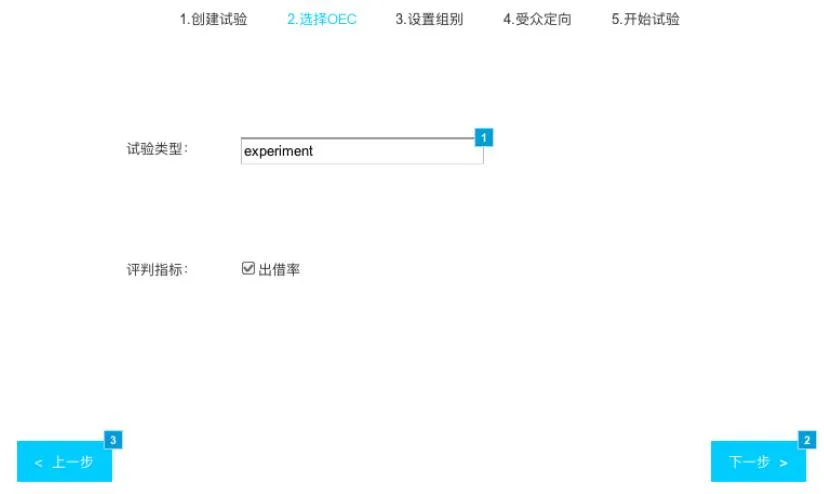 1.创建试验 2.选择OEC 3.设置组别 4.受众定向 5.开始试验
1
试验类型: experiment
评判指标: 出借率
3 2
< 上一步 下一步 >